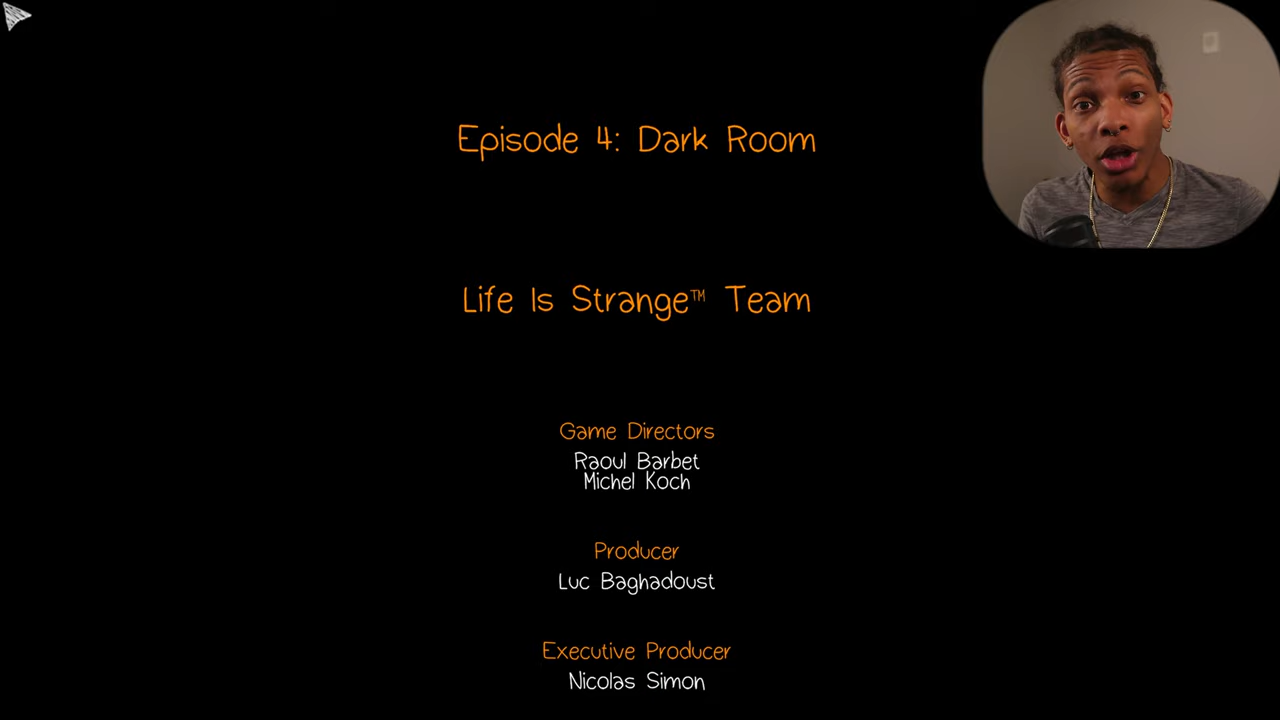 Episode 4: Dark Room
Life Is Strange™ Team
Game Directors
Raoul Barbet
Michel Koch
Producer
Luc Baghadoust
Executive Producer
Nicolas Simon